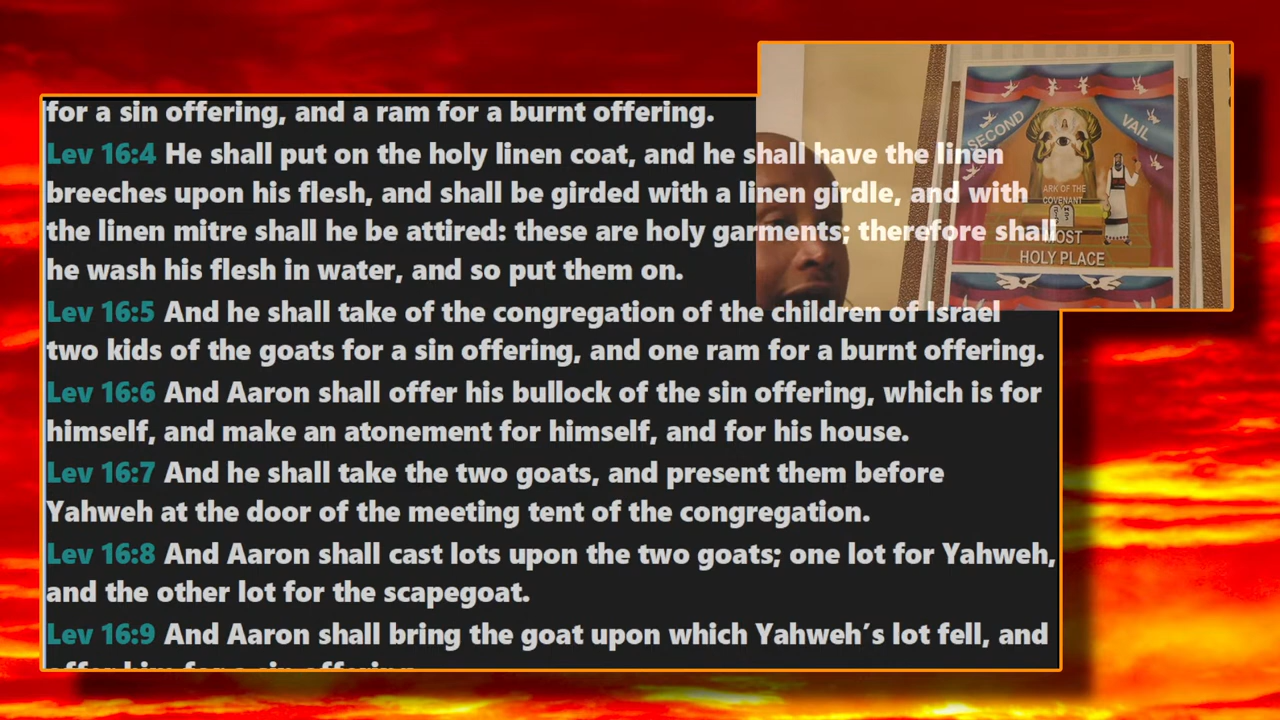 for a sin offering, and a ram for a burnt offering.
Lev 16:4 He shall put on the holy linen coat, and he shall have the linen
breeches upon his flesh, and shall be girded with a linen girdle, and with
the linen mitre shall he be attired: these are holy garments; therefore shall
he wash his flesh in water, and so put them on.
Lev 16:5 And he shall take of the congregation of the children of Israel
two kids of the goats for a sin offering, and one ram for a burnt offering.
Lev 16:6 And Aaron shall offer his bullock of the sin offering, which is for
himself, and make an atonement for himself, and for his house.
Lev 16:7 And he shall take the two goats, and present them before
Yahweh at the door of the meeting tent of the congregation.
Lev 16:8 And Aaron shall cast lots upon the two goats; one lot for Yahweh,
and the other lot for the scapegoat.
Lev 16:9 And Aaron shall bring the goat upon which Yahweh′s lot fell, and
offer him for a sin offering.
SECOND VAIL
ARK OF THE
COVENANT
MOST
HOLY PLACE